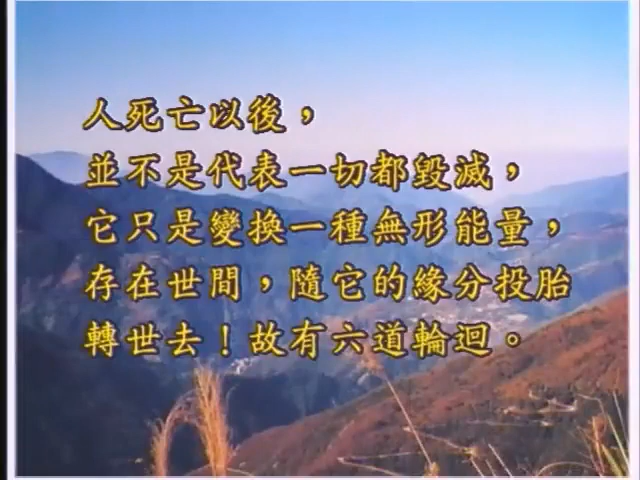 人死亡以後，
並不是代表一切都毀滅，
它只是變換一種無形能量，
存在世間，隨它的緣分投胎
轉世去！故有六道輪迴。